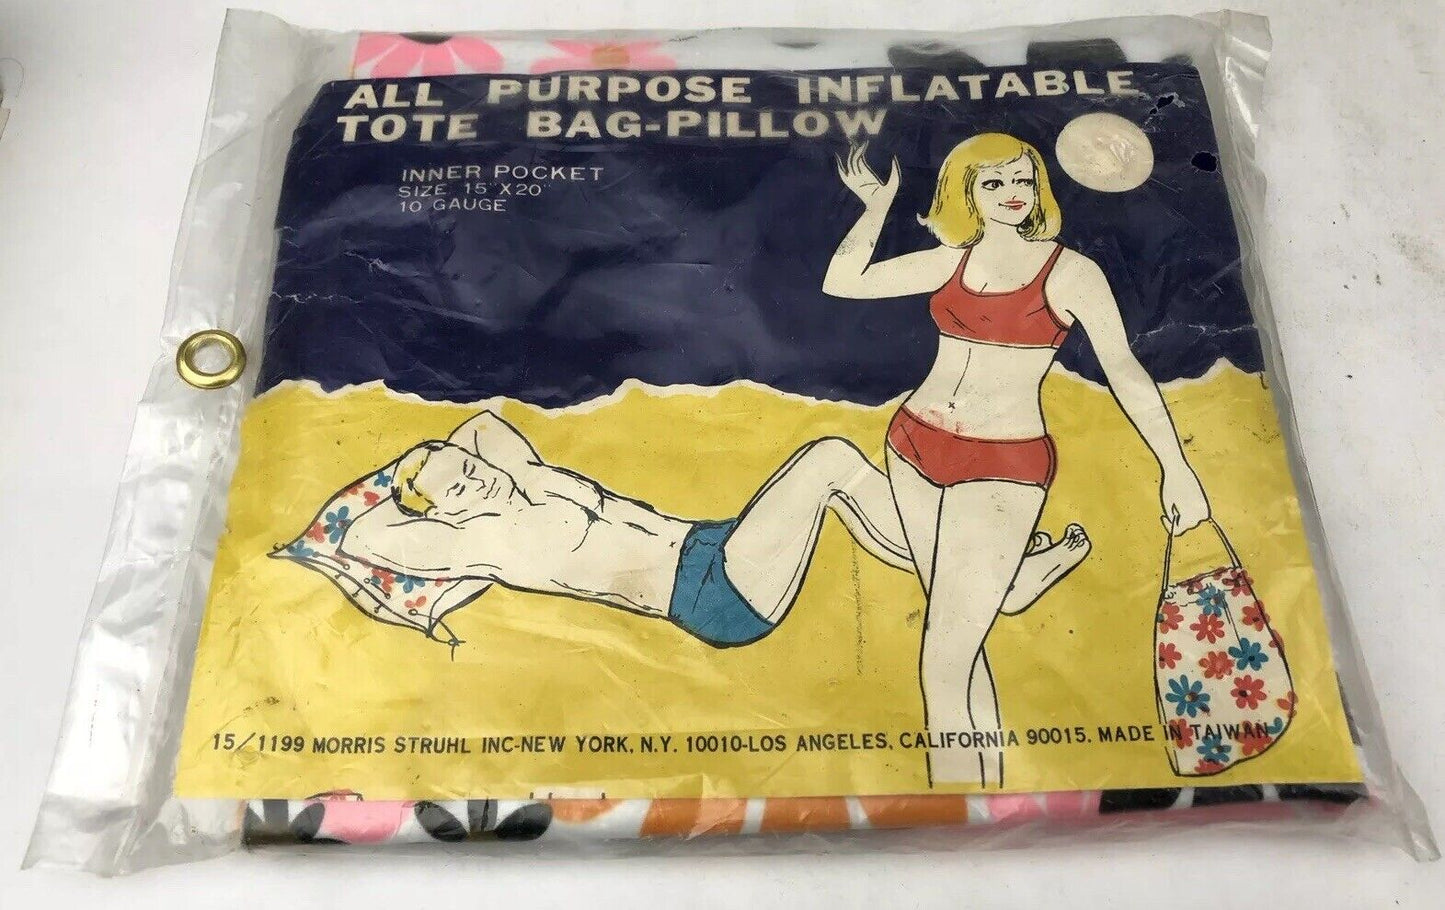 ALL PURPOSE INFLATABLE
TOTE BAG-PILLOW
INNER POCKET
SIZE 15" X 20"
10 GAUGE
15/1199 MORRIS STRUHL INC-NEW YORK, N.Y. 10010-LOS ANGELES, CALIFORNIA 90015. MADE IN TAIWAN